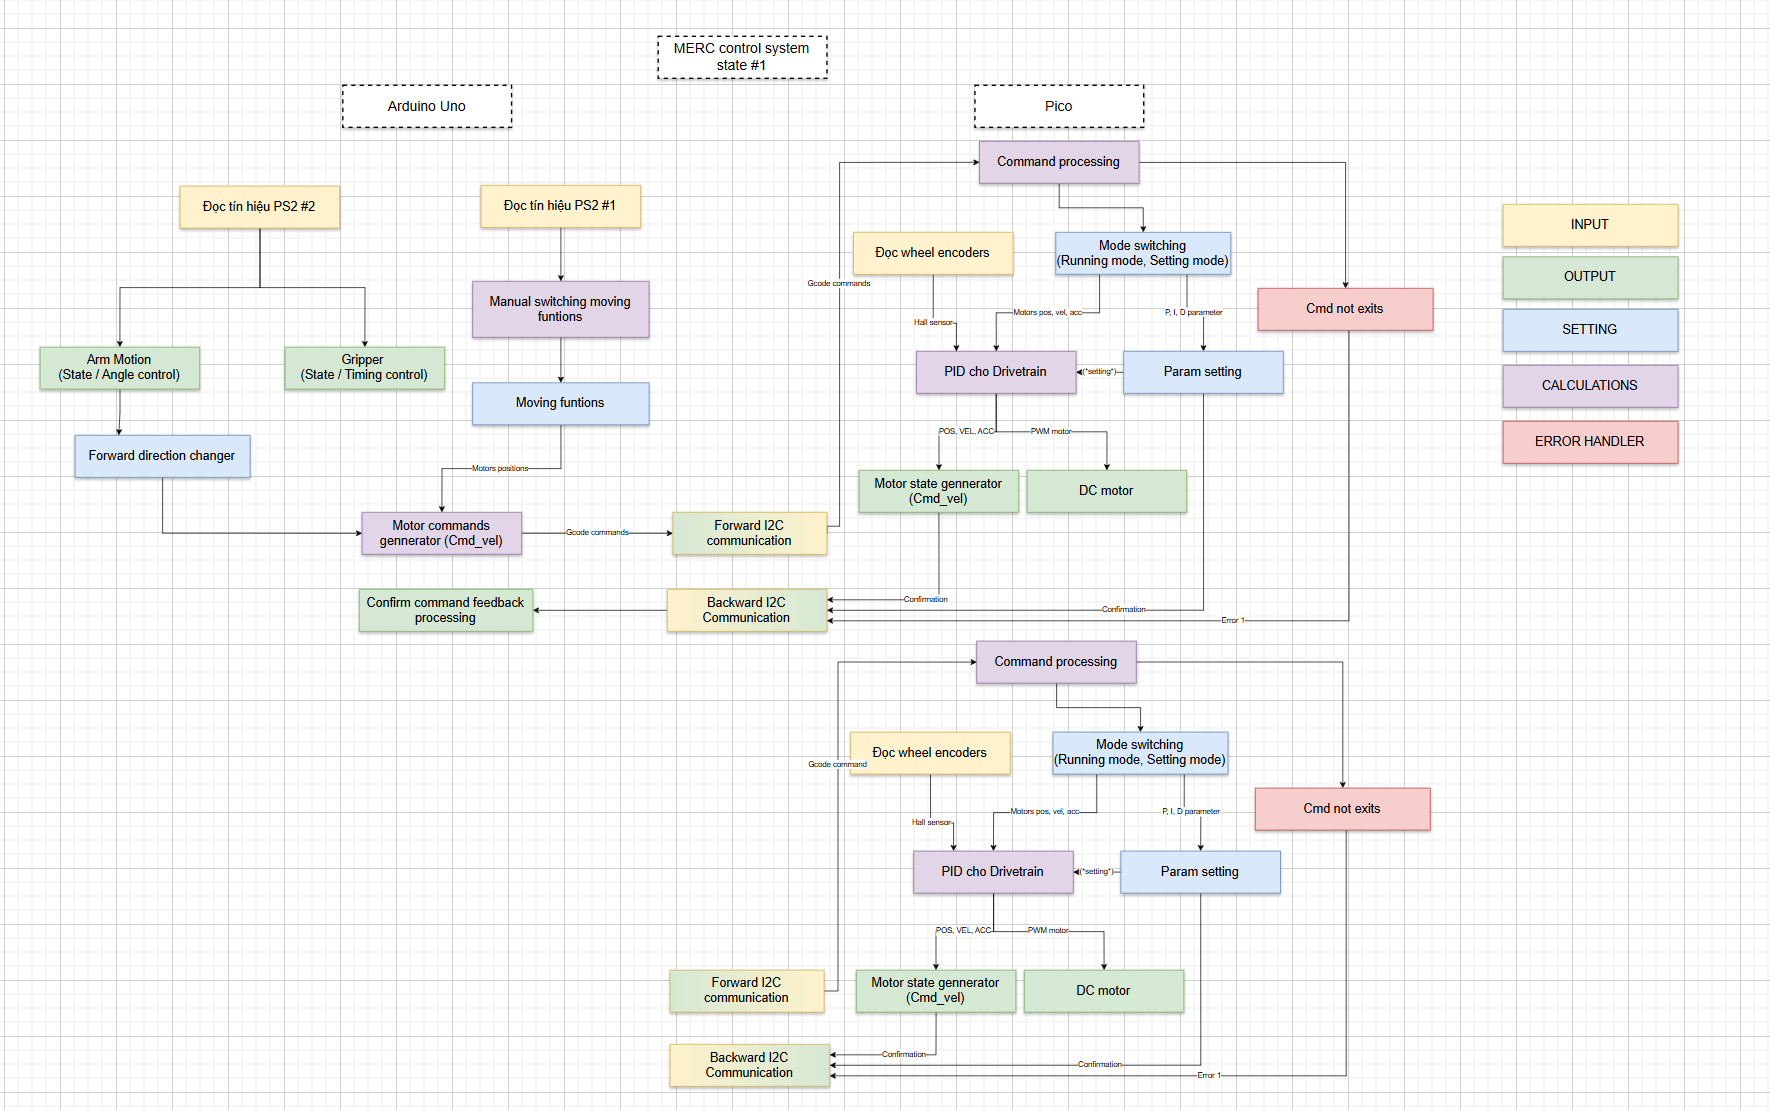 MERC control system
state #1
Arduino Uno
Pico
Command processing
Đọc tín hiệu PS2 #2
Đọc tín hiệu PS2 #1
INPUT
Đọc wheel encoders
Mode switching
(Running mode, Setting mode)
OUTPUT
Gcode commands
Manual switching moving
funtions
Cmd not exits
Hall sensor
Motors pos, vel, acc
P, I, D parameter
SETTING
Arm Motion
(State / Angle control)
Gripper
(State / Timing control)
PID cho Drivetrain
(*setting*)
Param setting
CALCULATIONS
Moving funtions
POS, VEL, ACC
PWM motor
ERROR HANDLER
Forward direction changer
Motors positions
Motor state gennerator
(Cmd_vel)
DC motor
Motor commands
gennerator (Cmd_vel)
Gcode commands
Forward I2C
communication
Confirm command feedback
processing
Backward I2C
Communication
Confirmation
Confirmation
Error 1
Command processing
Đọc wheel encoders
Mode switching
(Running mode, Setting mode)
Gcode command
Cmd not exits
Hall sensor
Motors pos, vel, acc
P, I, D parameter
PID cho Drivetrain
(*setting*)
Param setting
POS, VEL, ACC
PWM motor
Forward I2C
communication
Motor state gennerator
(Cmd_vel)
DC motor
Backward I2C
Communication
Confirmation
Confirmation
Error 1